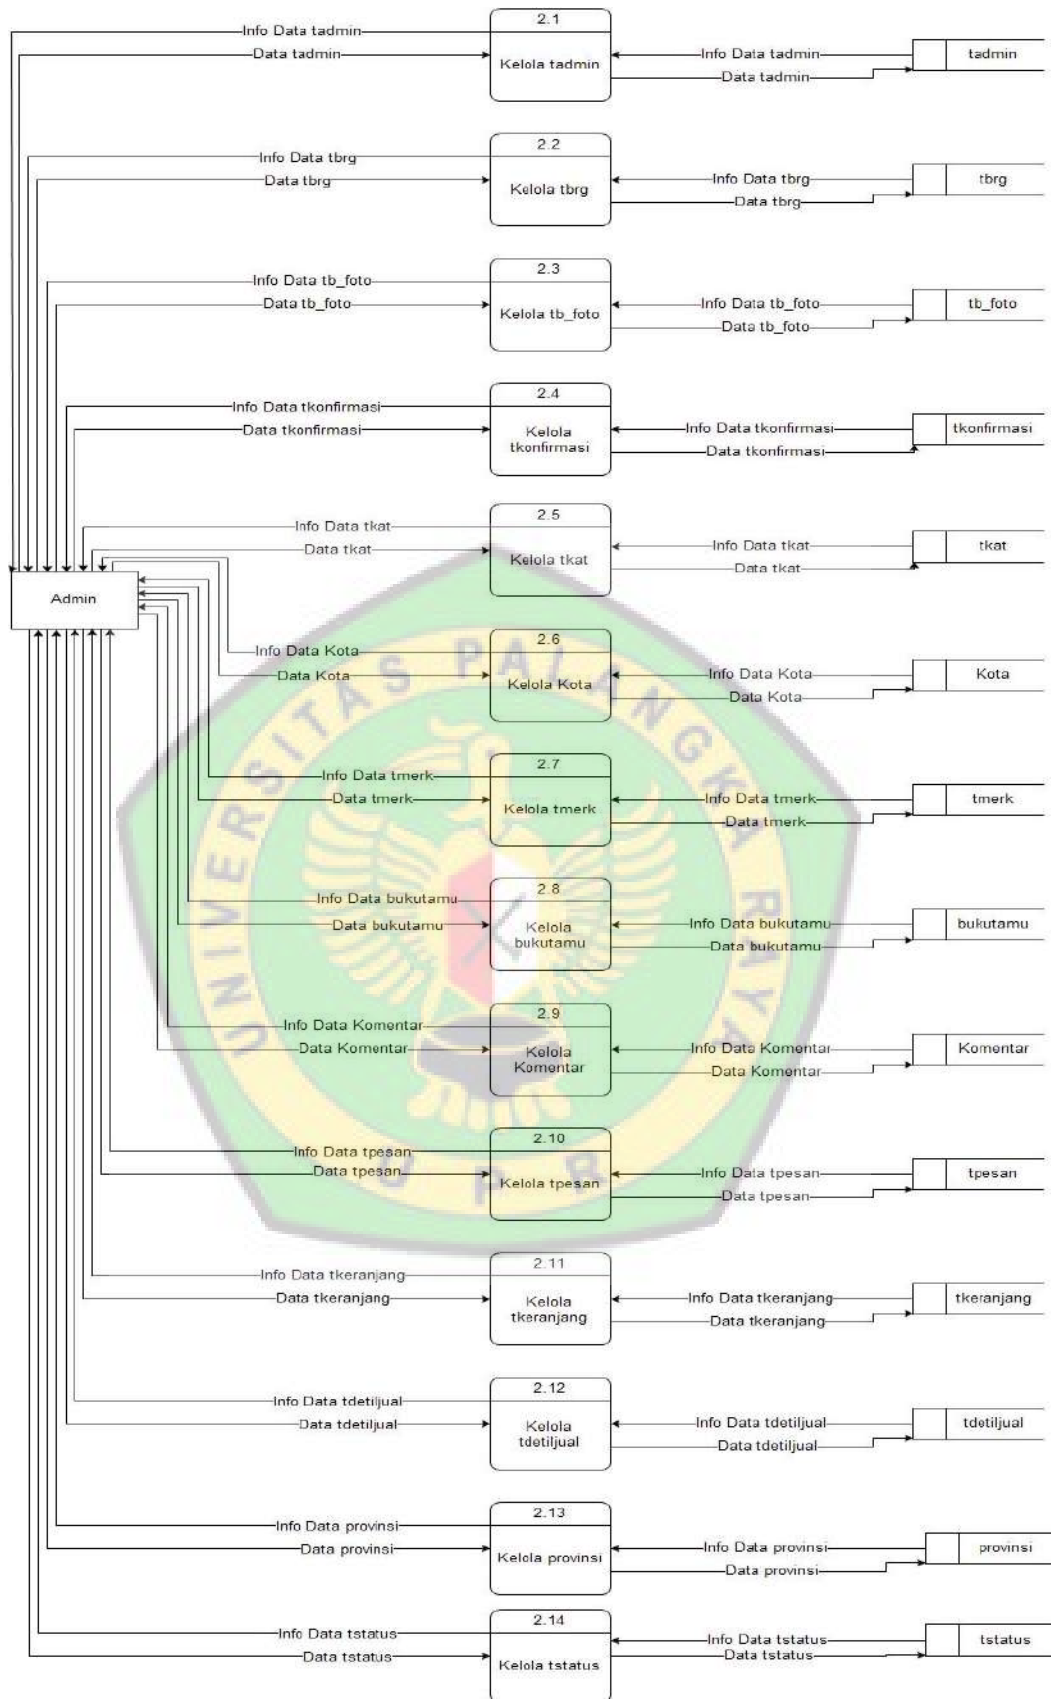 2.1
Info Data tadmin
Data tadmin
Kelola tadmin
Info Data tadmin
Data tadmin
tadmin
2.2
Info Data tbrg
Data tbrg
Kelola tbrg
Info Data tbrg
Data tbrg
tbrg
2.3
Info Data tb_foto
Data tb_foto
Kelola tb_foto
Info Data tb_foto
Data tb_foto
tb_foto
2.4
Info Data tkonfirmasi
Data tkonfirmasi
Kelola
tkonfirmasi
Info Data tkonfirmasi
Data tkonfirmasi
tkonfirmasi
2.5
Info Data tkat
Data tkat
Kelola tkat
Info Data tkat
Data tkat
tkat
Admin
2.6
Info Data Kota
Data Kota
Kelola Kota
Info Data Kota
Data Kota
Kota
2.7
Info Data tmerk
Data tmerk
Kelola tmerk
Info Data tmerk
Data tmerk
tmerk
2.8
Info Data bukutamu
Data bukutamu
Kelola
bukutamu
Info Data bukutamu
Data bukutamu
bukutamu
2.9
Info Data Komentar
Data Komentar
Kelola
Komentar
Info Data Komentar
Data Komentar
Komentar
2.10
Info Data tpesan
Data tpesan
Kelola tpesan
Info Data tpesan
Data tpesan
tpesan
2.11
Info Data tkeranjang
Data tkeranjang
Kelola
tkeranjang
Info Data tkeranjang
Data tkeranjang
tkeranjang
2.12
Info Data tdetiljual
Data tdetiljual
Kelola
tdetiljual
Info Data tdetiljual
Data tdetiljual
tdetiljual
2.13
Info Data provinsi
Data provinsi
Kelola provinsi
Info Data provinsi
Data provinsi
provinsi
2.14
Info Data tstatus
Data tstatus
Kelola tstatus
Info Data tstatus
Data tstatus
tstatus
UNIVERSITAS PALANGKA RAYA
U P R